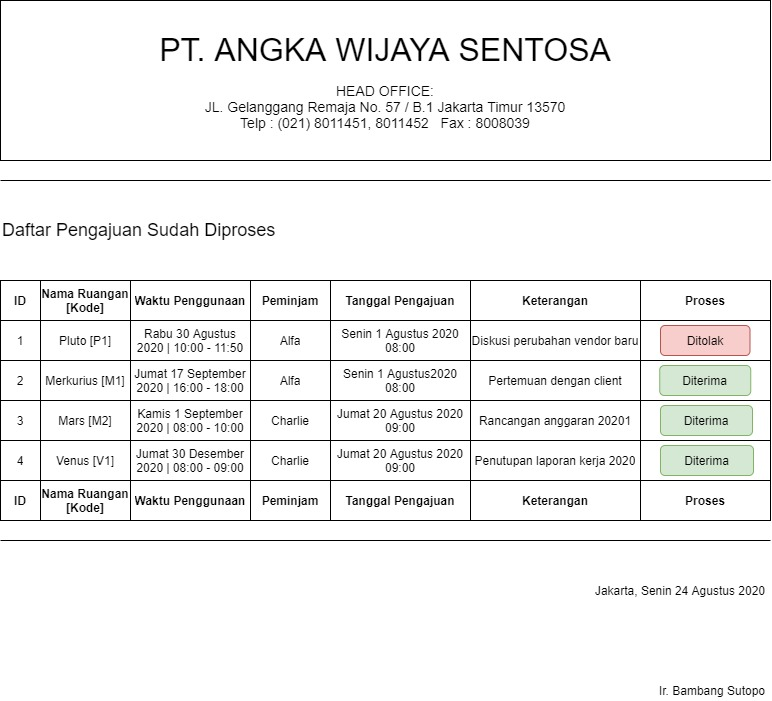 PT. ANGKA WIJAYA SENTOSA
HEAD OFFICE:
JL. Gelanggang Remaja No. 57 / B.1 Jakarta Timur 13570
Telp : (021) 8011451, 8011452   Fax : 8008039
Daftar Pengajuan Sudah Diproses
ID
Nama Ruangan
[Kode]
Waktu Penggunaan
Peminjam
Tanggal Pengajuan
Keterangan
Proses
1
Pluto [P1]
Rabu 30 Agustus
2020 | 10:00 - 11:50
Alfa
Senin 1 Agustus 2020
08:00
Diskusi perubahan vendor baru
Ditolak
2
Merkurius [M1]
Jumat 17 September
2020 | 16:00 - 18:00
Alfa
Senin 1 Agustus2020
08:00
Pertemuan dengan client
Diterima
3
Mars [M2]
Kamis 1 September
2020 | 08:00 - 10:00
Charlie
Jumat 20 Agustus 2020
09:00
Rancangan anggaran 20201
Diterima
4
Venus [V1]
Jumat 30 Desember
2020 | 08:00 - 09:00
Charlie
Jumat 20 Agustus 2020
09:00
Penutupan laporan kerja 2020
Diterima
ID
Nama Ruangan
[Kode]
Waktu Penggunaan
Peminjam
Tanggal Pengajuan
Keterangan
Proses
Jakarta, Senin 24 Agustus 2020
Ir. Bambang Sutopo